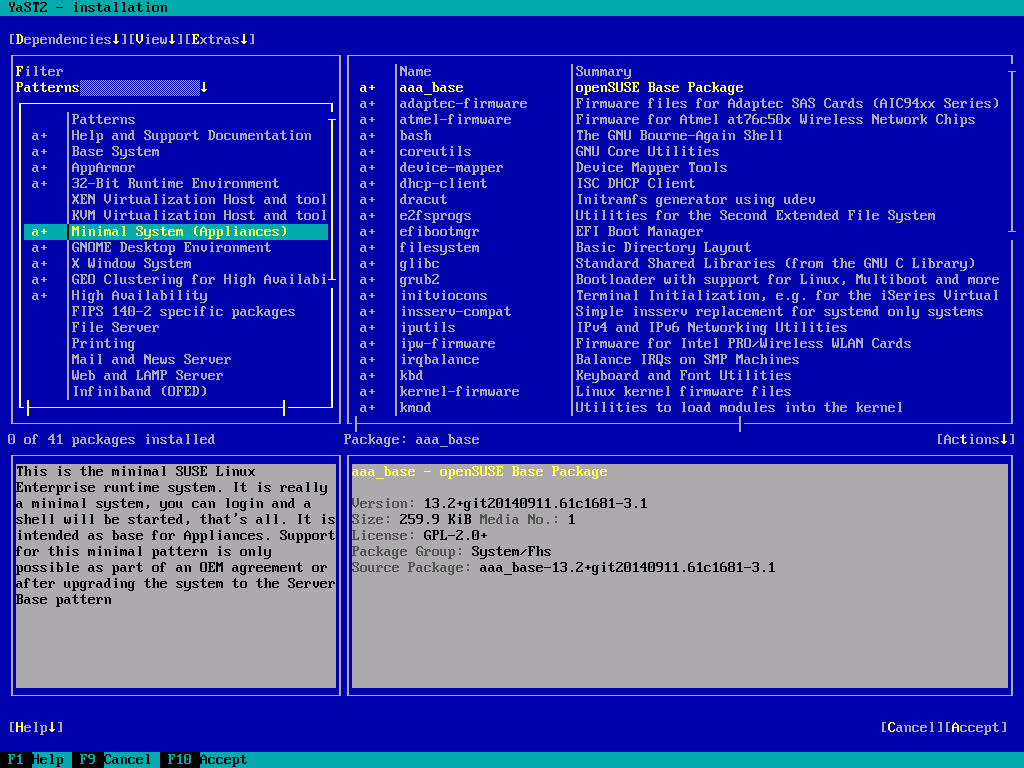 YaST2 - installation
[Dependencies↓][View↓][Extras↓]
Filter
Patterns ↓
Patterns
a+ Help and Support Documentation
a+ Base System
a+ AppArmor
a+ 32-Bit Runtime Environment
XEN Virtualization Host and tool
KVM Virtualization Host and tool
a+ Minimal System (Appliances)
a+ GNOME Desktop Environment
a+ X Window System
a+ GEO Clustering for High Availabi
a+ High Availability
FIPS 140-2 specific packages
File Server
Printing
Mail and News Server
Web and LAMP Server
Infiniband (OFED)
Name Summary
a+ aaa_base openSUSE Base Package
a+ adaptec-firmware Firmware files for Adaptec SAS Cards (AIC94xx Series)
a+ atmel-firmware Firmware for Atmel at76c50x Wireless Network Chips
a+ bash The GNU Bourne-Again Shell
a+ coreutils GNU Core Utilities
a+ device-mapper Device Mapper Tools
a+ dhcp-client ISC DHCP Client
a+ dracut Initramfs generator using udev
a+ e2fsprogs Utilities for the Second Extended File System
a+ efibootmgr EFI Boot Manager
a+ filesystem Basic Directory Layout
a+ glibc Standard Shared Libraries (from the GNU C Library)
a+ grub2 Bootloader with support for Linux, Multiboot and more
a+ initviocons Terminal Initialization, e.g. for the iSeries Virtual
a+ insserv-compat Simple insserv replacement for systemd only systems
a+ iputils IPv4 and IPv6 Networking Utilities
a+ ipw-firmware Firmware for Intel PRO/Wireless WLAN Cards
a+ irqbalance Balance IRQs on SMP Machines
a+ kbd Keyboard and Font Utilities
a+ kernel-firmware Linux kernel firmware files
a+ kmod Utilities to load modules into the kernel
0 of 41 packages installed
Package: aaa_base [Actions↓]
This is the minimal SUSE Linux
Enterprise runtime system. It is really
a minimal system, you can login and a
shell will be started, that's all. It is
intended as base for Appliances. Support
for this minimal pattern is only
possible as part of an OEM agreement or
after upgrading the system to the Server
Base pattern
aaa_base - openSUSE Base Package
Version: 13.2+git20140911.61c1681-3.1
Size: 259.9 KiB Media No.: 1
License: GPL-2.0+
Package Group: System/Fhs
Source Package: aaa_base-13.2+git20140911.61c1681-3.1
[Help↓] [Cancel][Accept]
F1 Help F9 Cancel F10 Accept